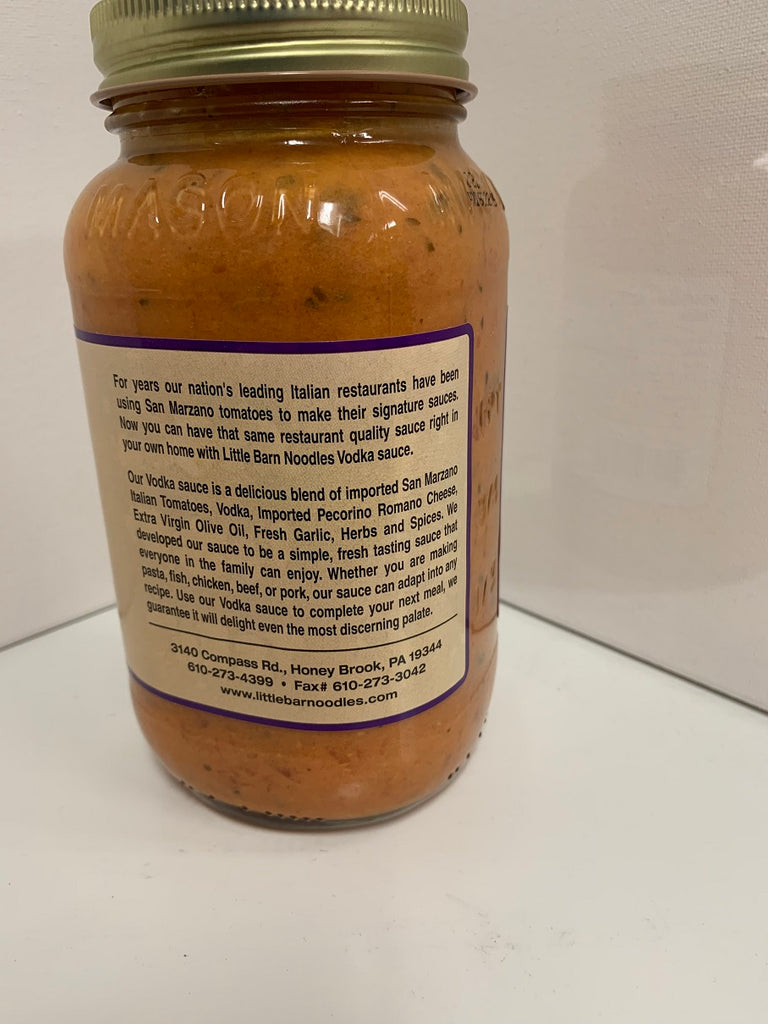 MASON
For years our nation's leading Italian restaurants have been
using San Marzano tomatoes to make their signature sauces.
Now you can have that same restaurant quality sauce right in
your own home with Little Barn Noodles Vodka sauce.
Our Vodka sauce is a delicious blend of imported San Marzano
Italian Tomatoes, Vodka, Imported Pecorino Romano Cheese,
Extra Virgin Olive Oil, Fresh Garlic, Herbs and Spices. We
developed our sauce to be a simple, fresh tasting sauce that
everyone in the family can enjoy. Whether you are making
pasta, fish, chicken, beef, or pork, our sauce can adapt into any
recipe. Use our Vodka sauce to complete your next meal, we
guarantee it will delight even the most discerning palate.
3140 Compass Rd., Honey Brook, PA 19344
610-273-4399 • Fax# 610-273-3042
www.littlebarnoodles.com